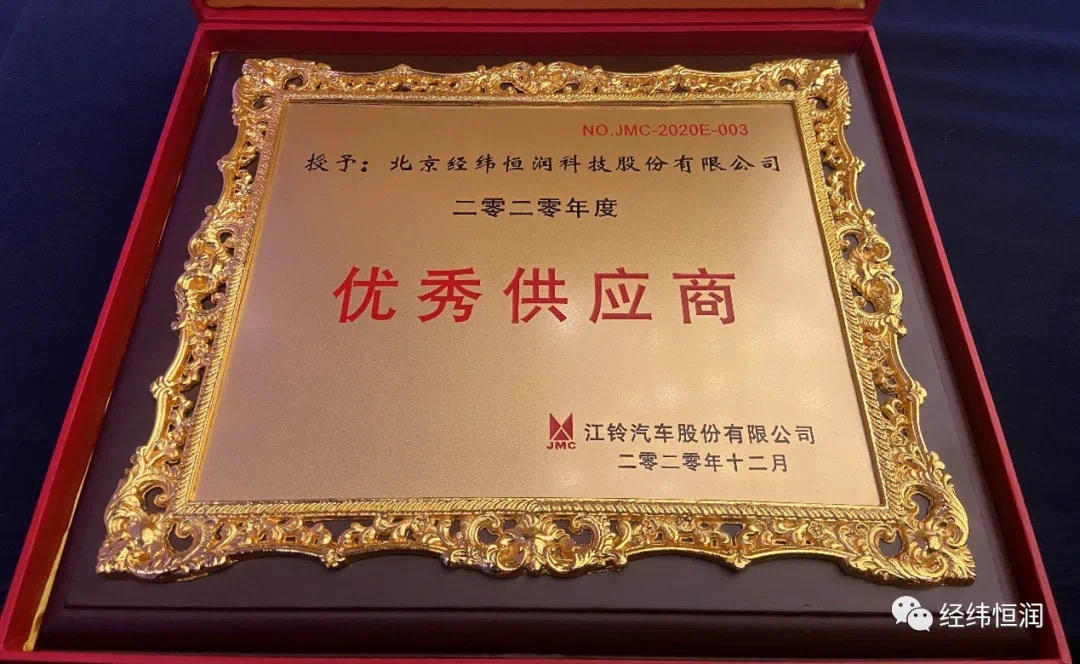 NO.JMC-2020E-003
授予：北京经纬恒润科技股份有限公司
二零二零年度
优秀供应商
JMC 江铃汽车股份有限公司
二零二零年十二月
经纬恒润